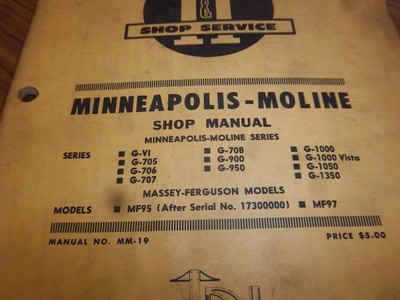 I&T
SHOP SERVICE
MINNEAPOLIS-MOLINE
SHOP MANUAL
MINNEAPOLIS-MOLINE SERIES
SERIES ■ G-VI ■ G-708 ■ G-1000
■ G-705 ■ G-900 ■ G-1000 Vista
■ G-706 ■ G-950 ■ G-1050
■ G-707 ■ G-1350
MASSEY-FERGUSON MODELS
MODELS ■ MF95 (After Serial No. 17300000) ■ MF97
MANUAL NO. MM-19 PRICE $5.00